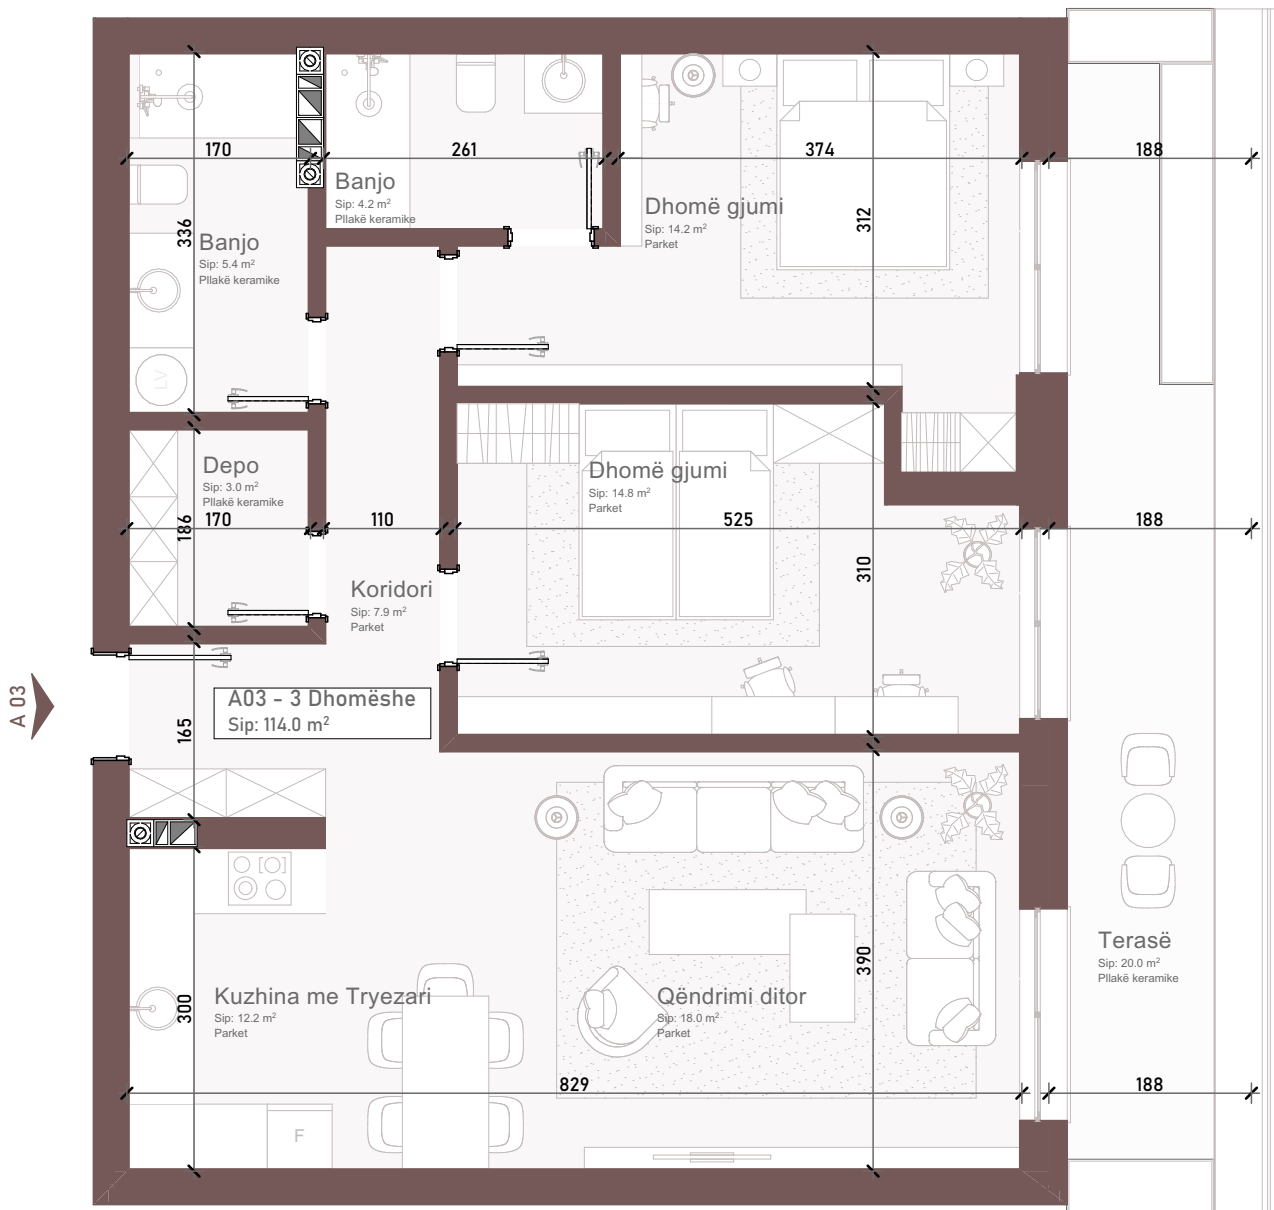 170
261
374
188
336
312
Banjo
Sip: 4.2 m²
Pllakë keramike
Dhomë gjumi
Sip: 14.2 m²
Parket
Banjo
Sip: 5.4 m²
Pllakë keramike
LV
Depo
Sip: 3.0 m²
Pllakë keramike
Dhomë gjumi
Sip: 14.8 m²
Parket
170
110
525
188
186
310
Koridori
Sip: 7.9 m²
Parket
A 03
A03 - 3 Dhomëshe
Sip: 114.0 m²
165
Terasë
Sip: 20.0 m²
Pllakë keramike
390
300
Kuzhina me Tryezari
Sip: 12.2 m²
Parket
Qëndrimi ditor
Sip: 18.0 m²
Parket
829
188
F